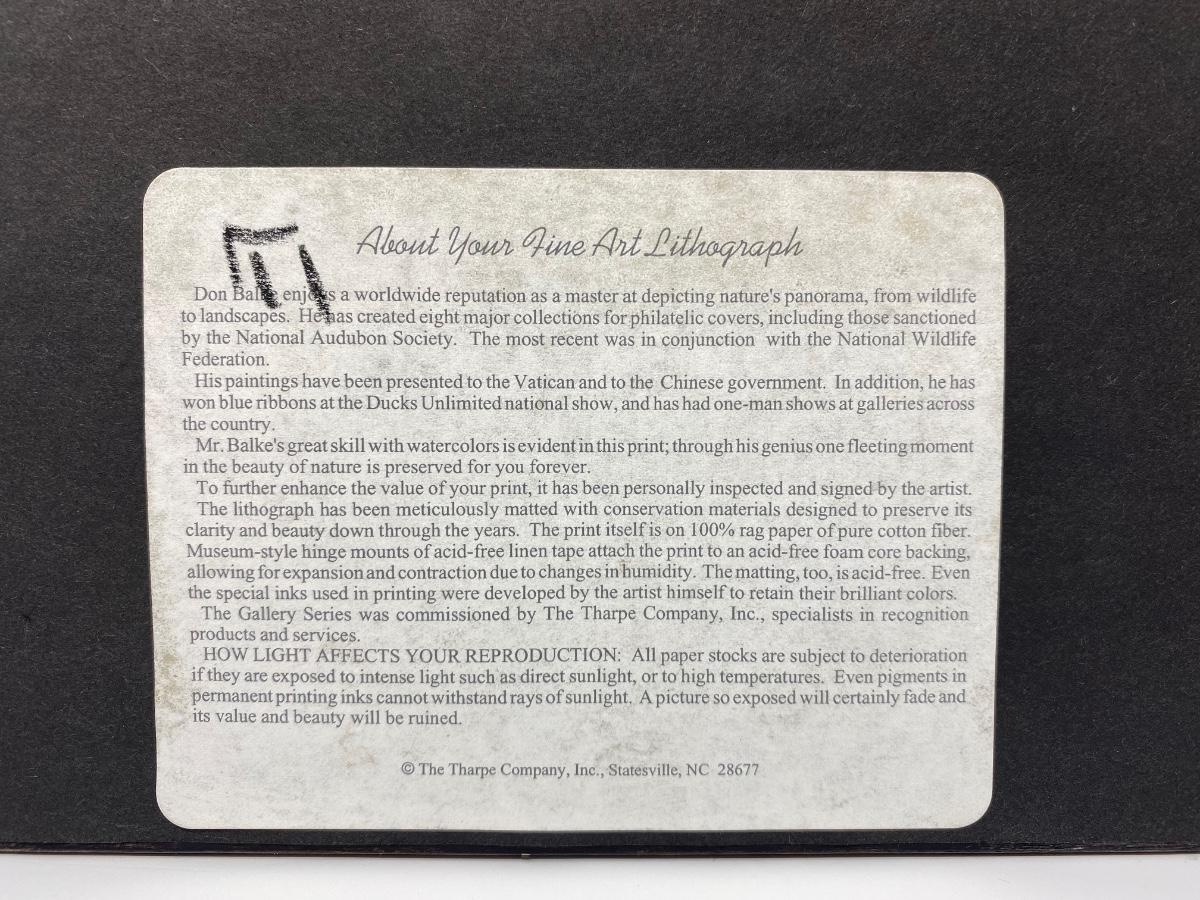 About Your Fine Art Lithograph
Don Balke enjoys a worldwide reputation as a master at depicting nature's panorama, from wildlife
to landscapes. He has created eight major collections for philatelic covers, including those sanctioned
by the National Audubon Society. The most recent was in conjunction with the National Wildlife
Federation.
His paintings have been presented to the Vatican and to the Chinese government. In addition, he has
won blue ribbons at the Ducks Unlimited national show, and has had one-man shows at galleries across
the country.
Mr. Balke's great skill with watercolors is evident in this print; through his genius one fleeting moment
in the beauty of nature is preserved for you forever.
To further enhance the value of your print, it has been personally inspected and signed by the artist.
The lithograph has been meticulously matted with conservation materials designed to preserve its
clarity and beauty down through the years. The print itself is on 100% rag paper of pure cotton fiber.
Museum-style hinge mounts of acid-free linen tape attach the print to an acid-free foam core backing,
allowing for expansion and contraction due to changes in humidity. The matting, too, is acid-free. Even
the special inks used in printing were developed by the artist himself to retain their brilliant colors.
The Gallery Series was commissioned by The Tharpe Company, Inc., specialists in recognition
products and services.
HOW LIGHT AFFECTS YOUR REPRODUCTION: All paper stocks are subject to deterioration
if they are exposed to intense light such as direct sunlight, or to high temperatures. Even pigments in
permanent printing inks cannot withstand rays of sunlight. A picture so exposed will certainly fade and
its value and beauty will be ruined.
© The Tharpe Company, Inc., Statesville, NC 28677